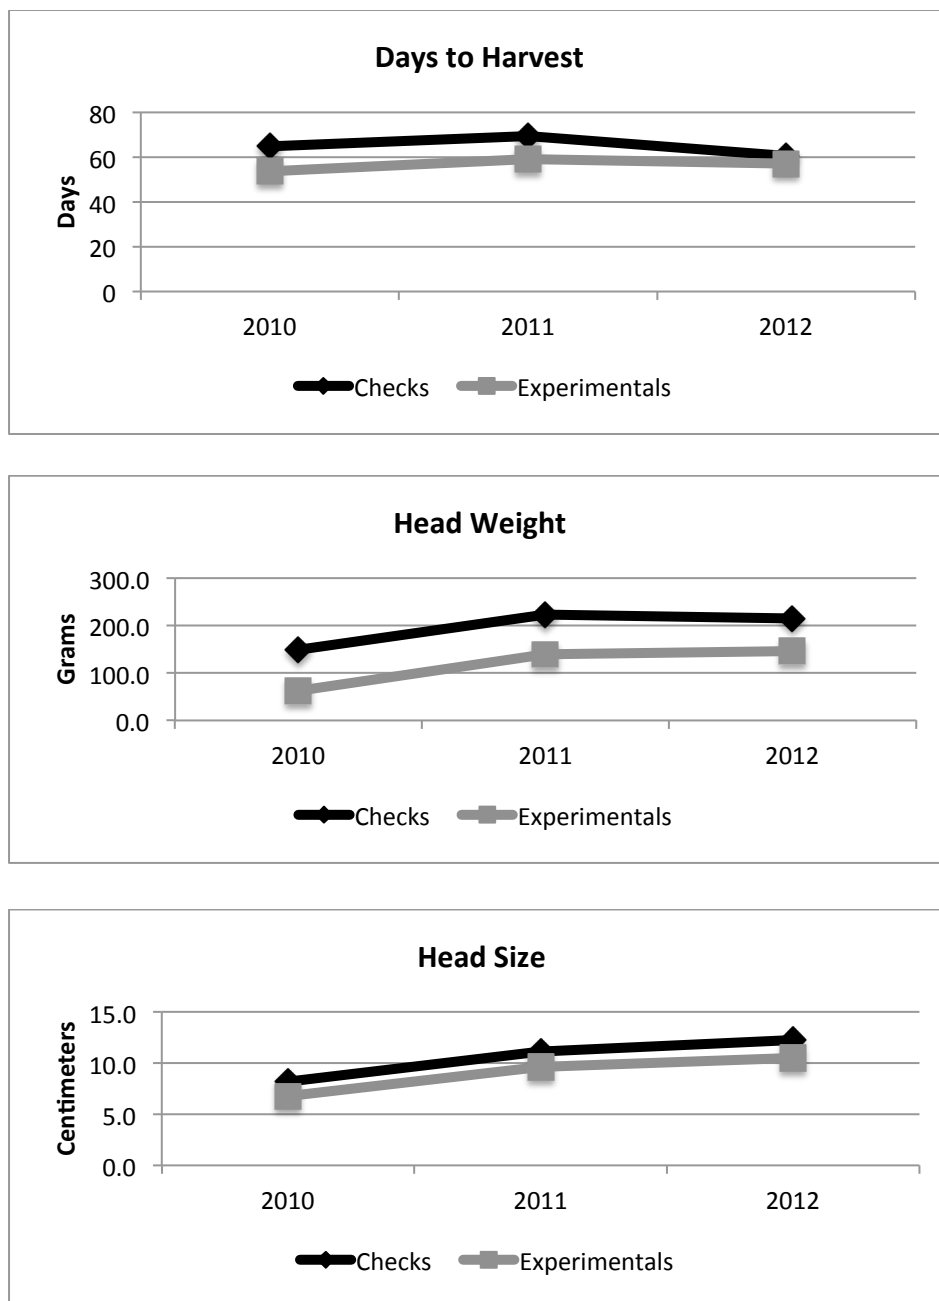 Days to Harvest
80
60
40
20
0
Days
2010 2011 2012
Checks Experimentals
Head Weight
300.0
200.0
100.0
0.0
Grams
2010 2011 2012
Checks Experimentals
Head Size
15.0
10.0
5.0
0.0
Centimeters
2010 2011 2012
Checks Experimentals